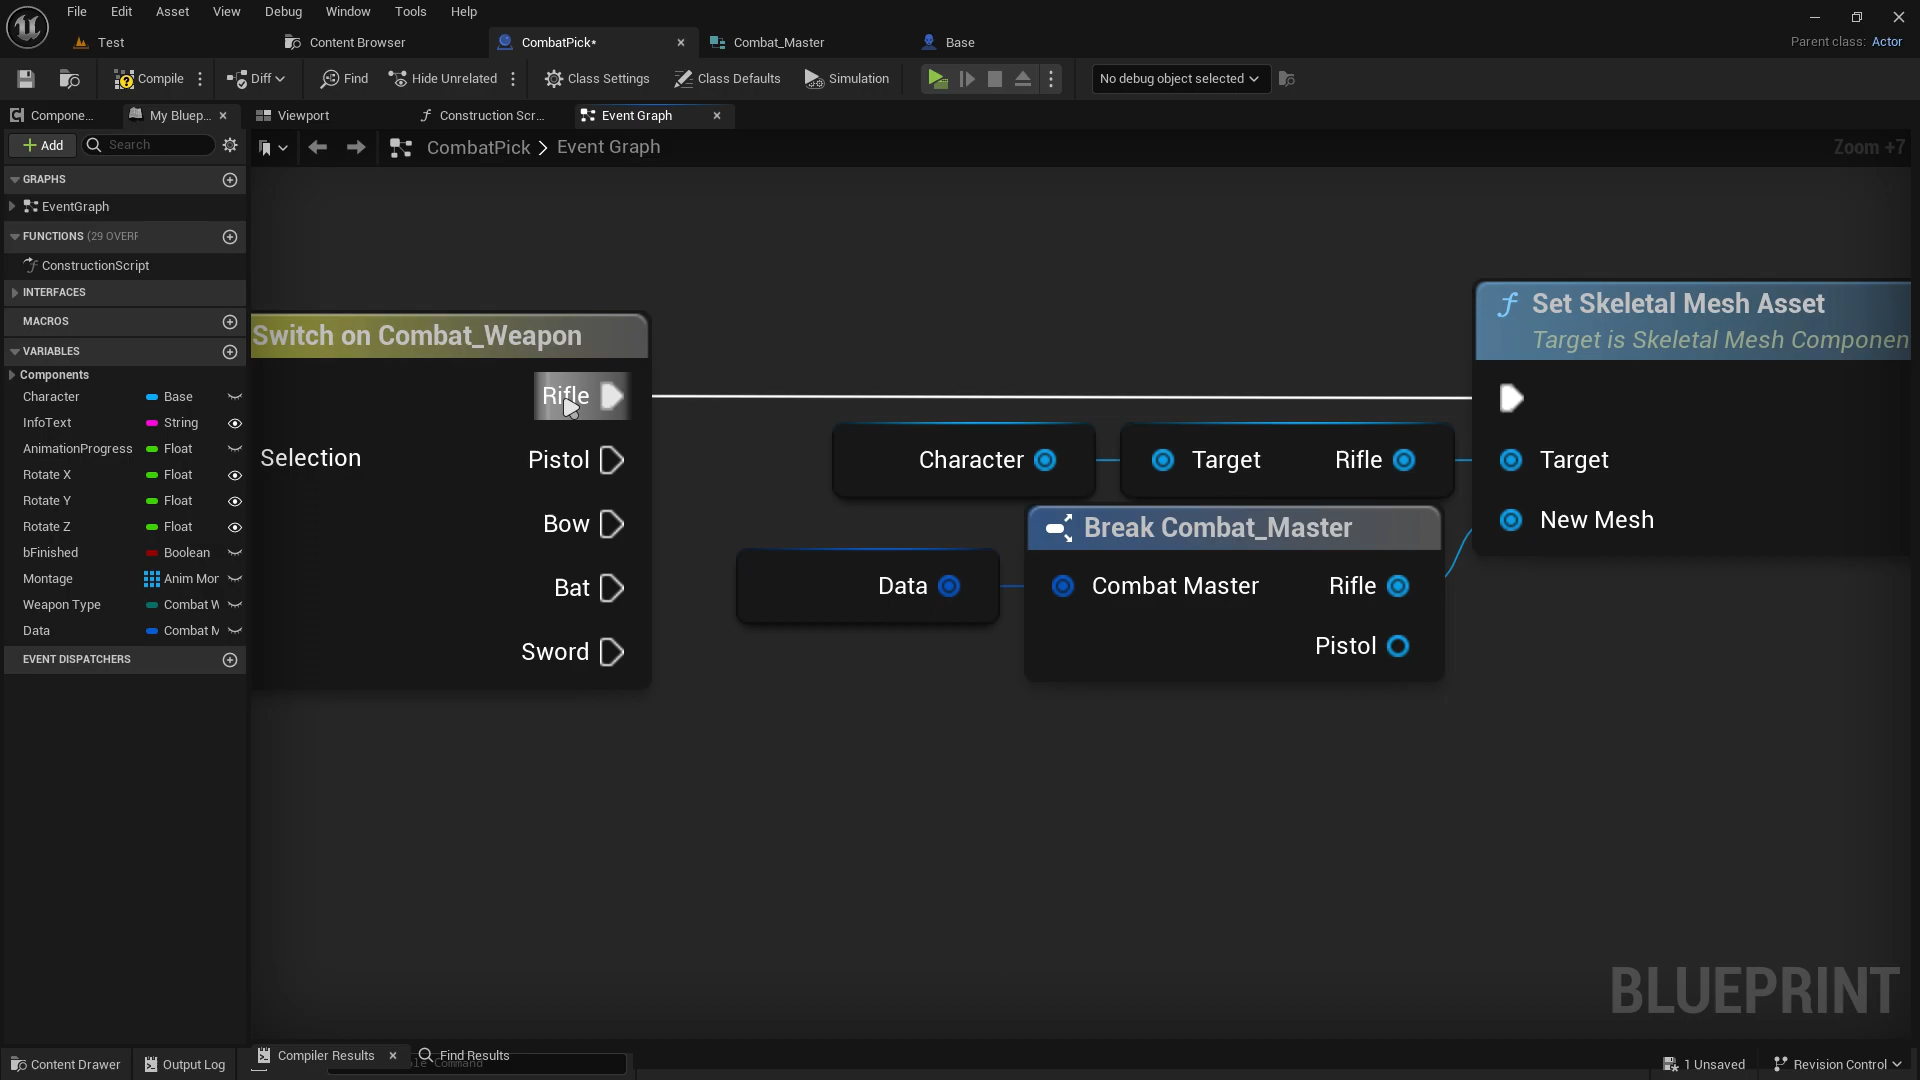 File Edit Asset View Debug Window Tools Help
Test Content Browser CombatPick* Combat_Master Base
Parent class: Actor
Compile Diff Find Hide Unrelated Class Settings Class Defaults Simulation No debug object selected
Compone... My Bluep... Viewport Construction Scr... Event Graph
Add Search CombatPick > Event Graph Zoom +7
GRAPHS
EventGraph
FUNCTIONS (29 OVERF
ConstructionScript
INTERFACES
MACROS
VARIABLES
Components
Character Base
InfoText String
AnimationProgress Float
Rotate X Float
Rotate Y Float
Rotate Z Float
bFinished Boolean
Montage Anim Mor
Weapon Type Combat W
Data Combat M
EVENT DISPATCHERS
Switch on Combat_Weapon
Selection
Rifle
Pistol
Bow
Bat
Sword
Character
Target Rifle
Data
Break Combat_Master
Combat Master Rifle
Pistol
Set Skeletal Mesh Asset
Target is Skeletal Mesh Componen
Target
New Mesh
BLUEPRINT
Compiler Results Find Results
Content Drawer Output Log Command 1 Unsaved Revision Control